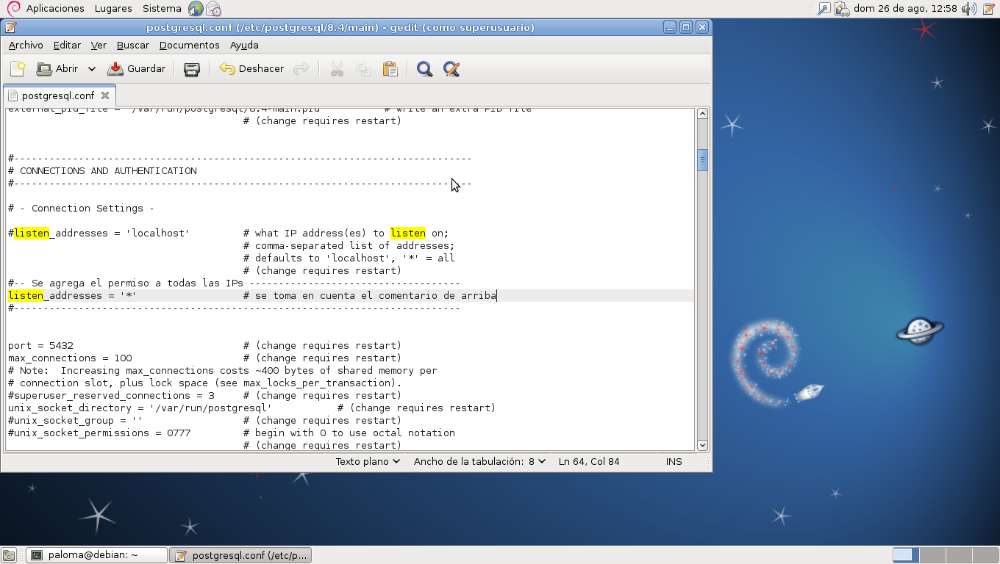 Aplicaciones Lugares Sistema dom 26 de ago, 12:58
postgresql.conf (/etc/postgresql/8.4/main) - gedit (como superusuario)
Archivo Editar Ver Buscar Documentos Ayuda
Abrir Guardar Deshacer
postgresql.conf
external_pid_file = '/var/run/postgresql/8.4-main.pid' # write an extra PID file
# (change requires restart)
#------------------------------------------------------------------------------
# CONNECTIONS AND AUTHENTICATION
#------------------------------------------------------------------------------
# - Connection Settings -
#listen_addresses = 'localhost' # what IP address(es) to listen on;
# comma-separated list of addresses;
# defaults to 'localhost', '*' = all
# (change requires restart)
#-- Se agrega el permiso a todas las IPs ------------------------------------
listen_addresses = '*' # se toma en cuenta el comentario de arriba
#----------------------------------------------------------------------------
port = 5432 # (change requires restart)
max_connections = 100 # (change requires restart)
# Note:  Increasing max_connections costs ~400 bytes of shared memory per
# connection slot, plus lock space (see max_locks_per_transaction).
#superuser_reserved_connections = 3 # (change requires restart)
unix_socket_directory = '/var/run/postgresql' # (change requires restart)
#unix_socket_group = '' # (change requires restart)
#unix_socket_permissions = 0777 # begin with 0 to use octal notation
# (change requires restart)
Texto plano Ancho de la tabulación: 8 Ln 64, Col 84 INS
paloma@debian: ~ postgresql.conf (/etc/p...